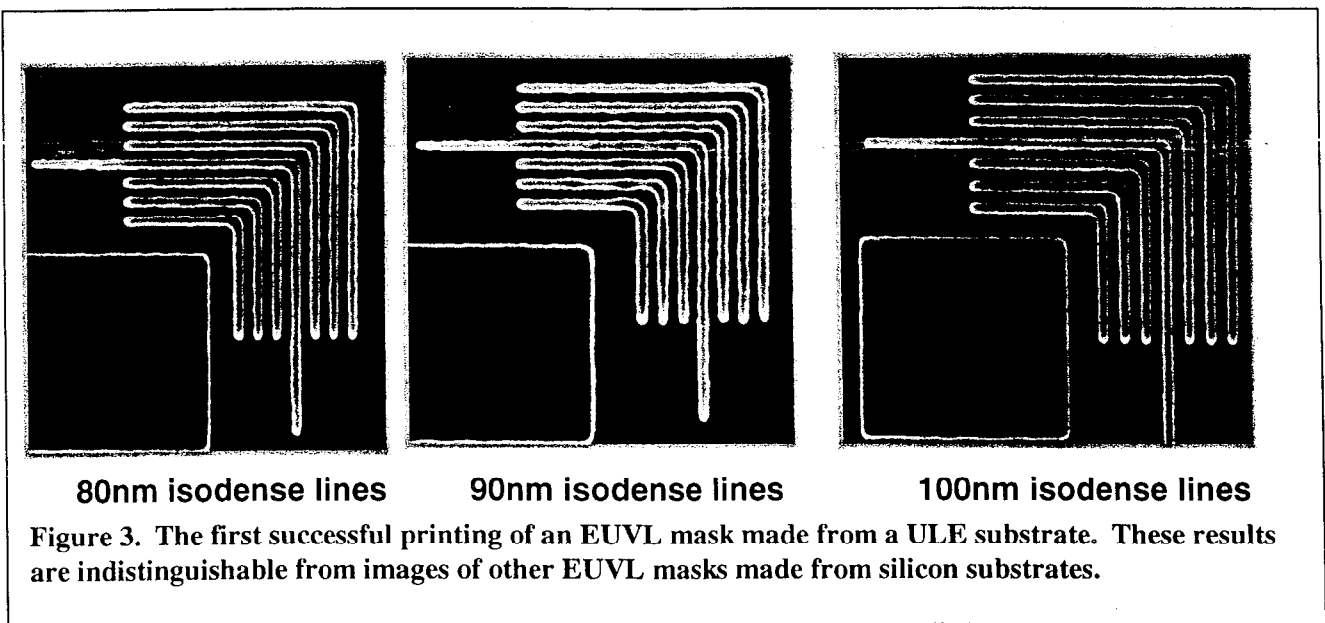 80nm isodense lines 90nm isodense lines 100nm isodense lines
Figure 3. The first successful printing of an EUVL mask made from a ULE substrate. These results
are indistinguishable from images of other EUVL masks made from silicon substrates.